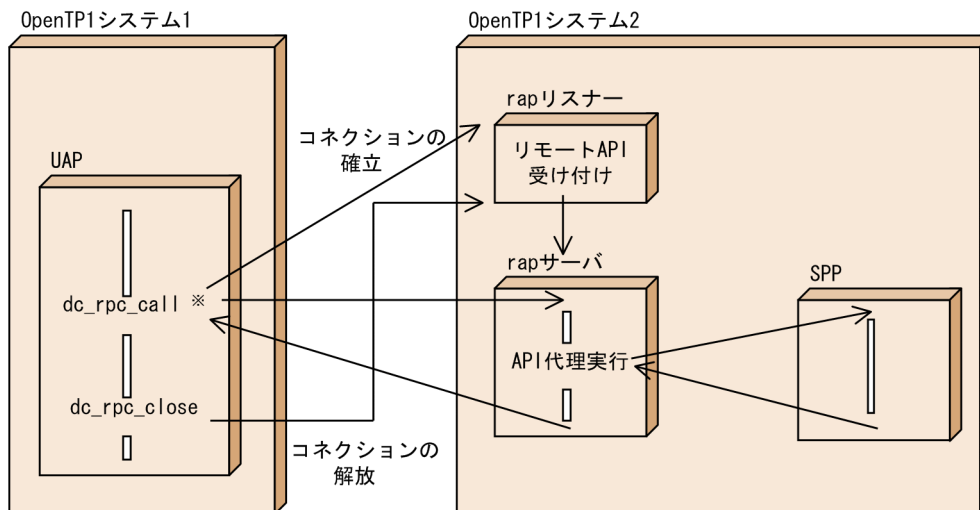 OpenTP1システム1
OpenTP1システム2
rapリスナー
コネクションの
確立
リモートAPI
受け付け
UAP
rapサーバ
SPP
dc_rpc_call ※
API代理実行
dc_rpc_close
コネクションの
解放